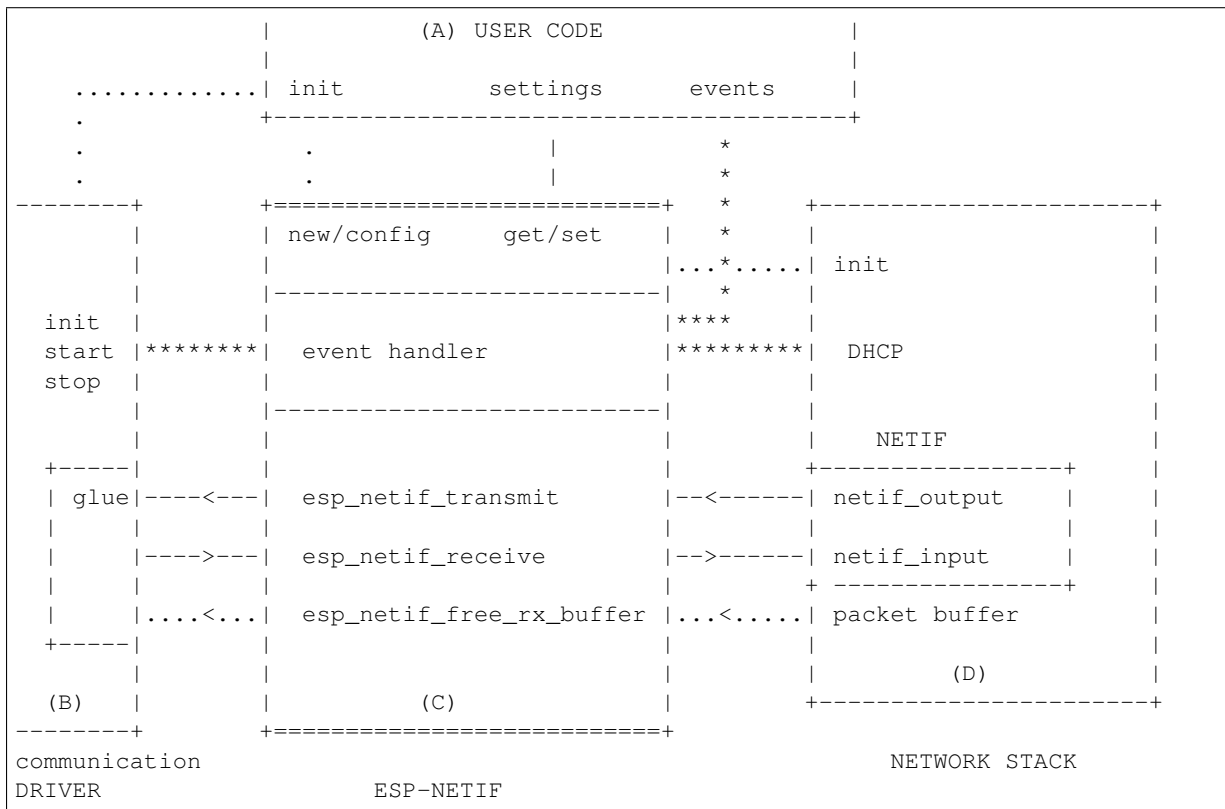 (A) USER CODE
init settings events
new/config get/set
init
init
start event handler DHCP
stop
NETIF
glue esp_netif_transmit netif_output
esp_netif_receive netif_input
esp_netif_free_rx_buffer packet buffer
(D)
(B) (C)
communication NETWORK STACK
DRIVER ESP-NETIF